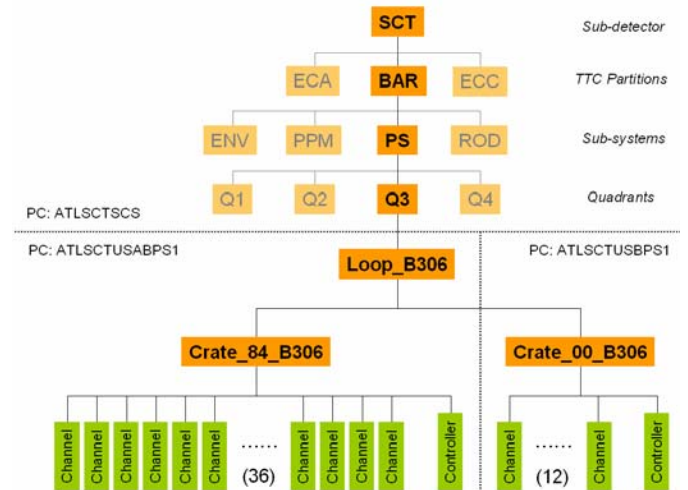 SCT
Sub-detector
ECA BAR ECC
TTC Partitions
ENV PPM PS ROD
Sub-systems
Q1 Q2 Q3 Q4
Quadrants
PC: ATLSCTSCS
PC: ATLSCTUSABPS1
PC: ATLSCTUSBPS1
Loop_B306
Crate_84_B306
Crate_00_B306
Channel
Channel
Channel
Channel
Channel
Channel
......
(36)
Channel
Channel
Channel
Channel
Controller
Channel
......
(12)
Channel
Controller